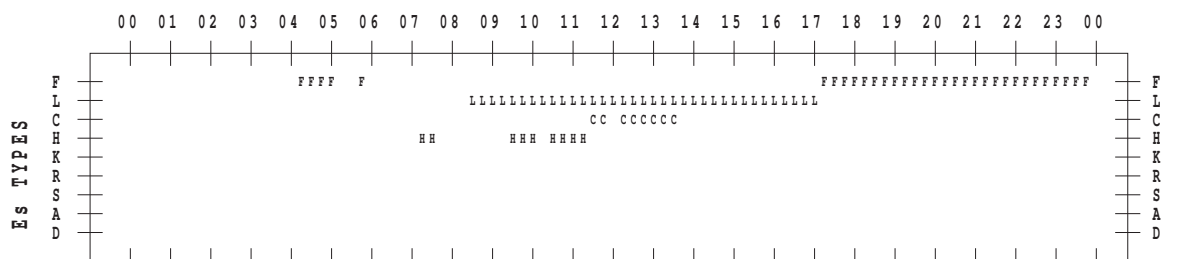 00 01 02 03 04 05 06 07 08 09 10 11 12 13 14 15 16 17 18 19 20 21 22 23 00
Es TYPES
F FFFF F FFFFFFFFFFFFFFFFFFFFFFFFFFF F
L LLLLLLLLLLLLLLLLLLLLLLLLLLLLLLLLLLL L
C CC CCCCCC C
H HH HHH HHHH H
K K
R R
S S
A A
D D